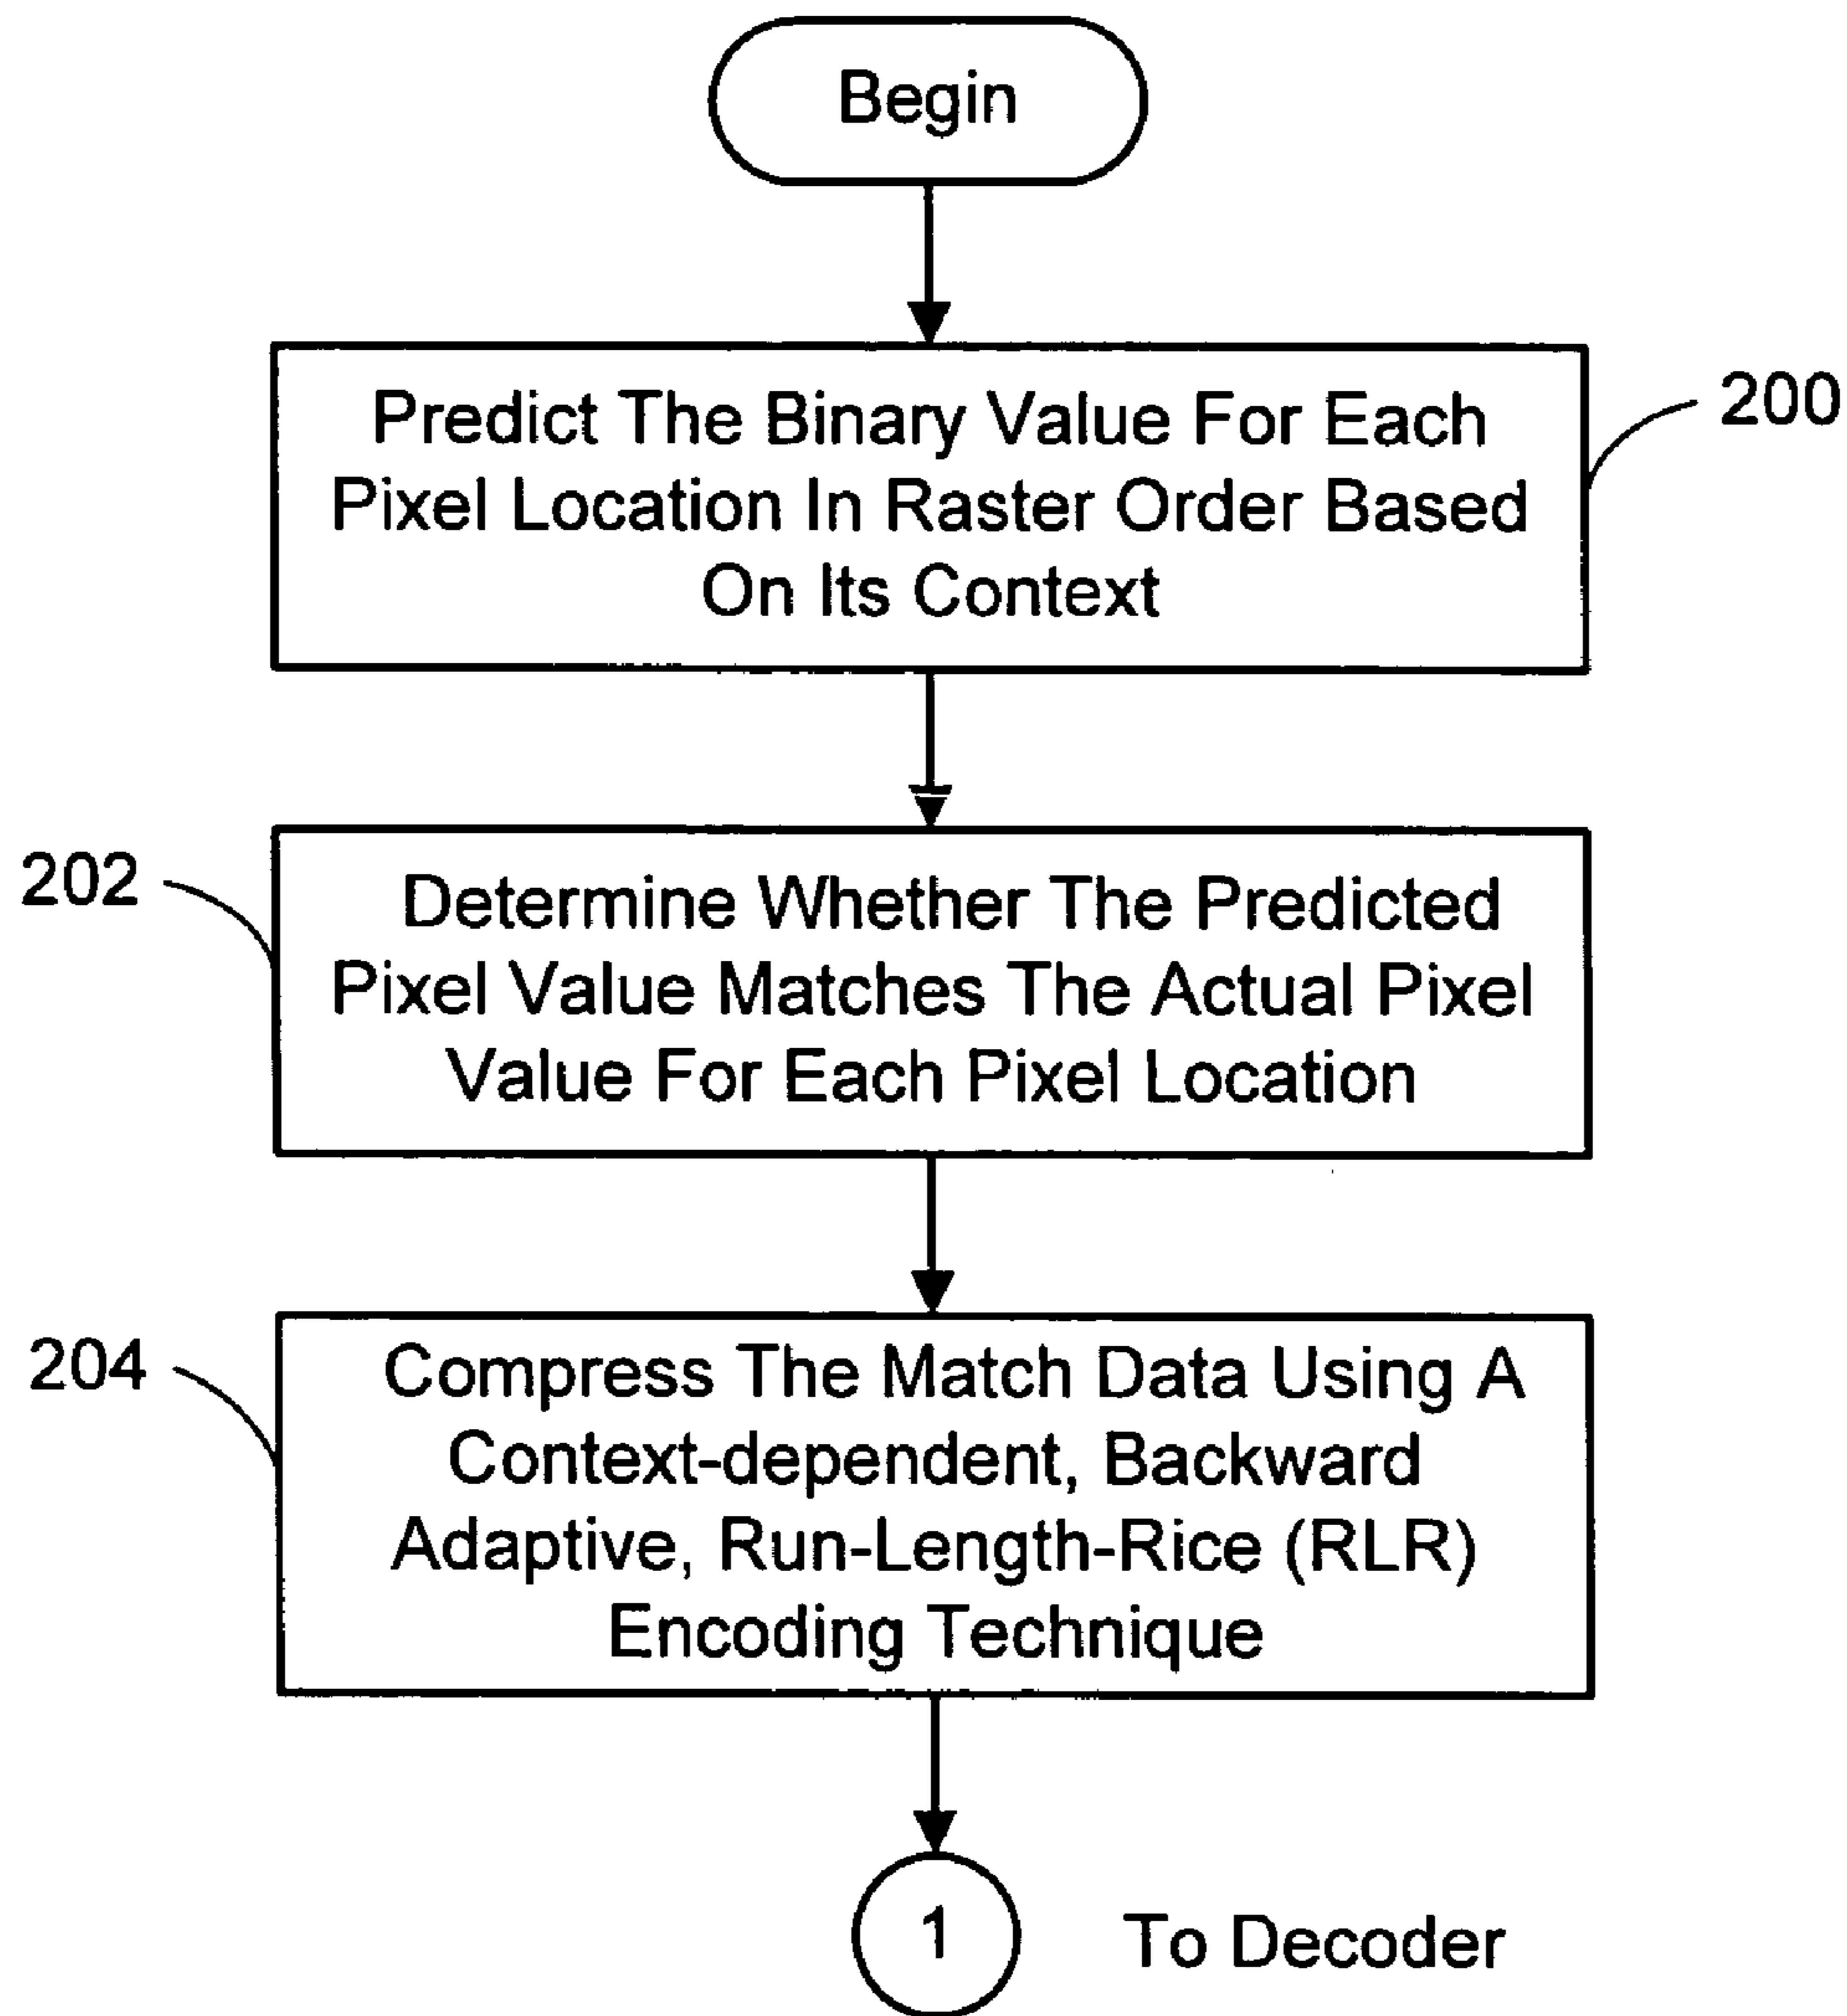 Begin
Predict The Binary Value For Each
Pixel Location In Raster Order Based
On Its Context
200
Determine Whether The Predicted
Pixel Value Matches The Actual Pixel
Value For Each Pixel Location
202
Compress The Match Data Using A
Context-dependent, Backward
Adaptive, Run-Length-Rice (RLR)
Encoding Technique
204
1
To Decoder